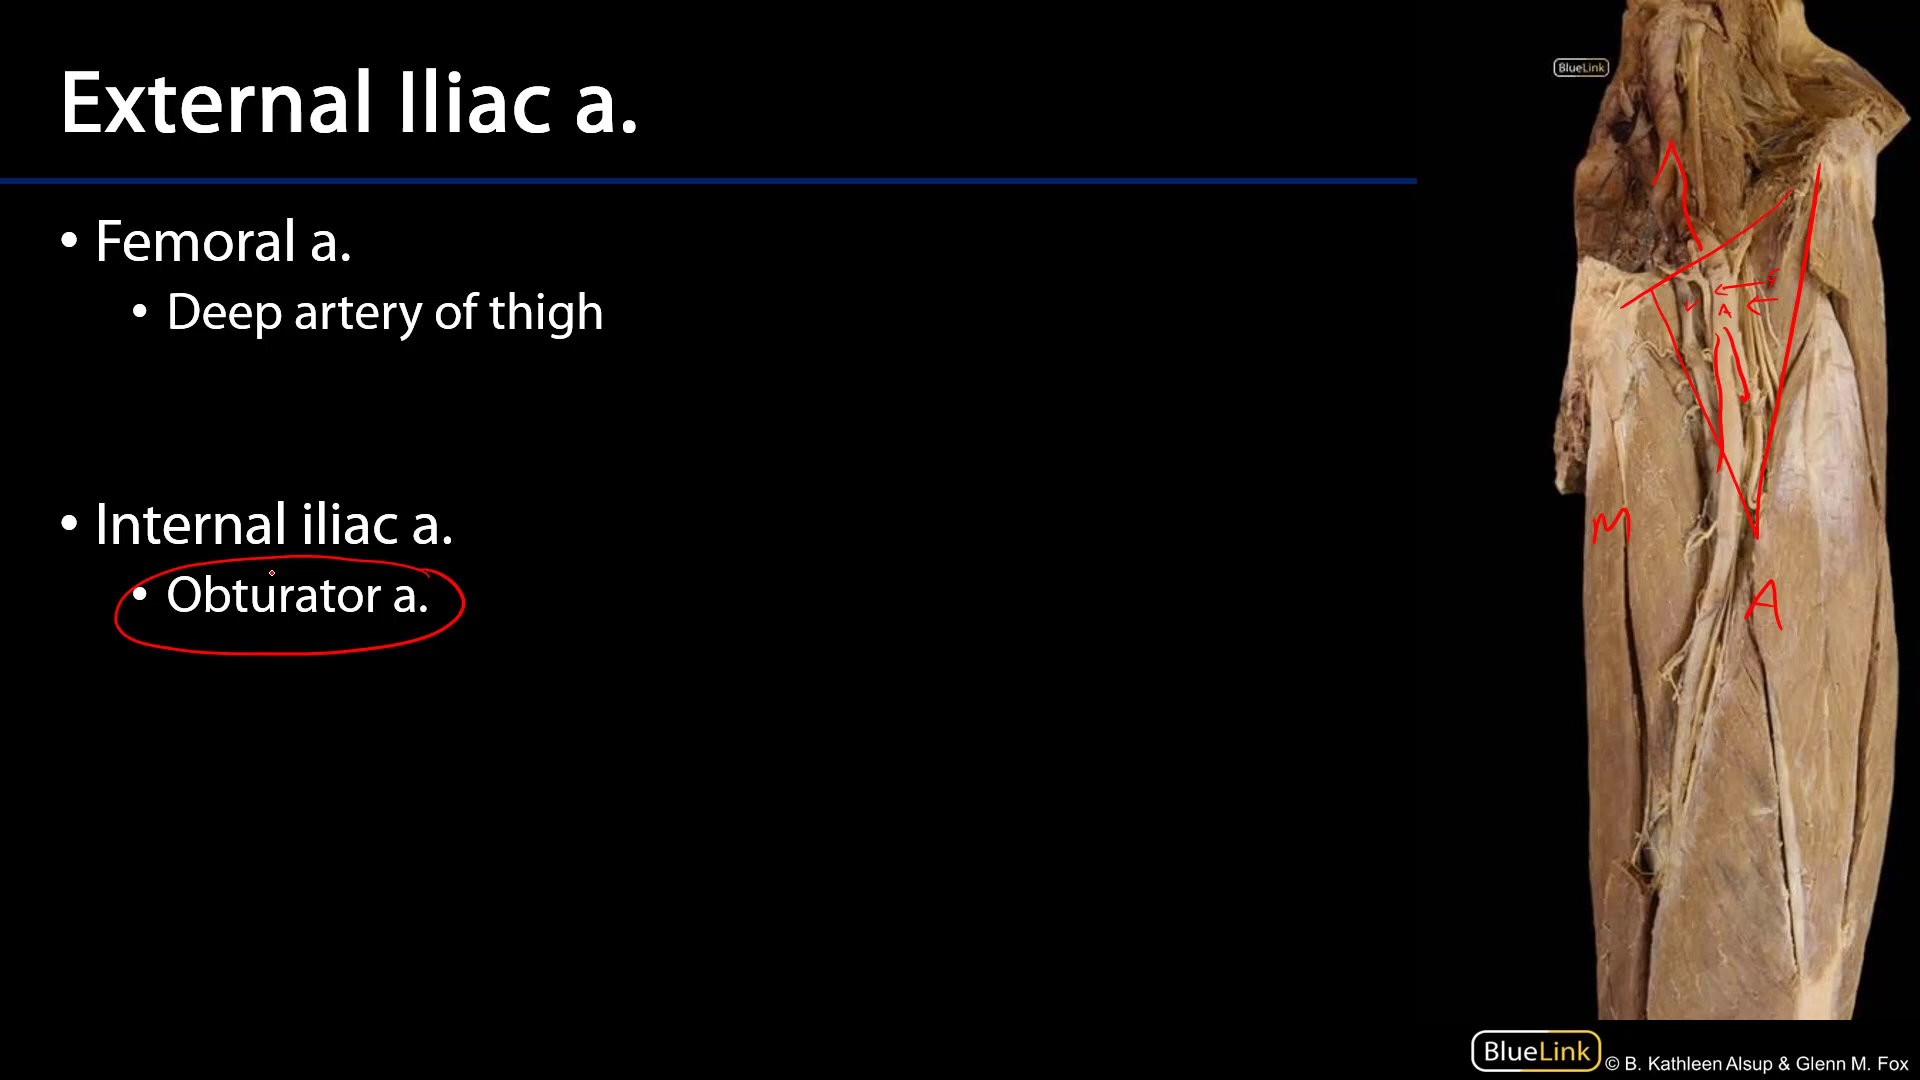 External Iliac a.
• Femoral a.
• Deep artery of thigh
• Internal iliac a.
• Obturator a.
BlueLink
V
A
M
A
BlueLink
© B. Kathleen Alsup & Glenn M. Fox